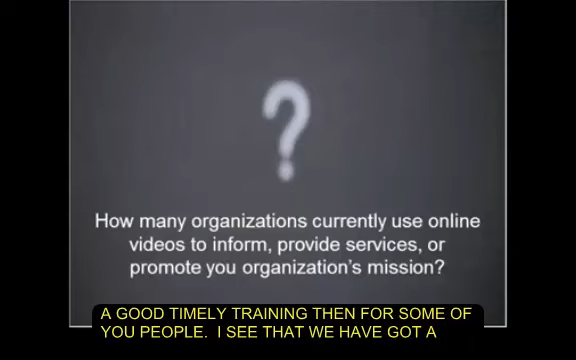 ?
How many organizations currently use online
videos to inform, provide services, or
promote you organization's mission?
A GOOD TIMELY TRAINING THEN FOR SOME OF
YOU PEOPLE. I SEE THAT WE HAVE GOT A